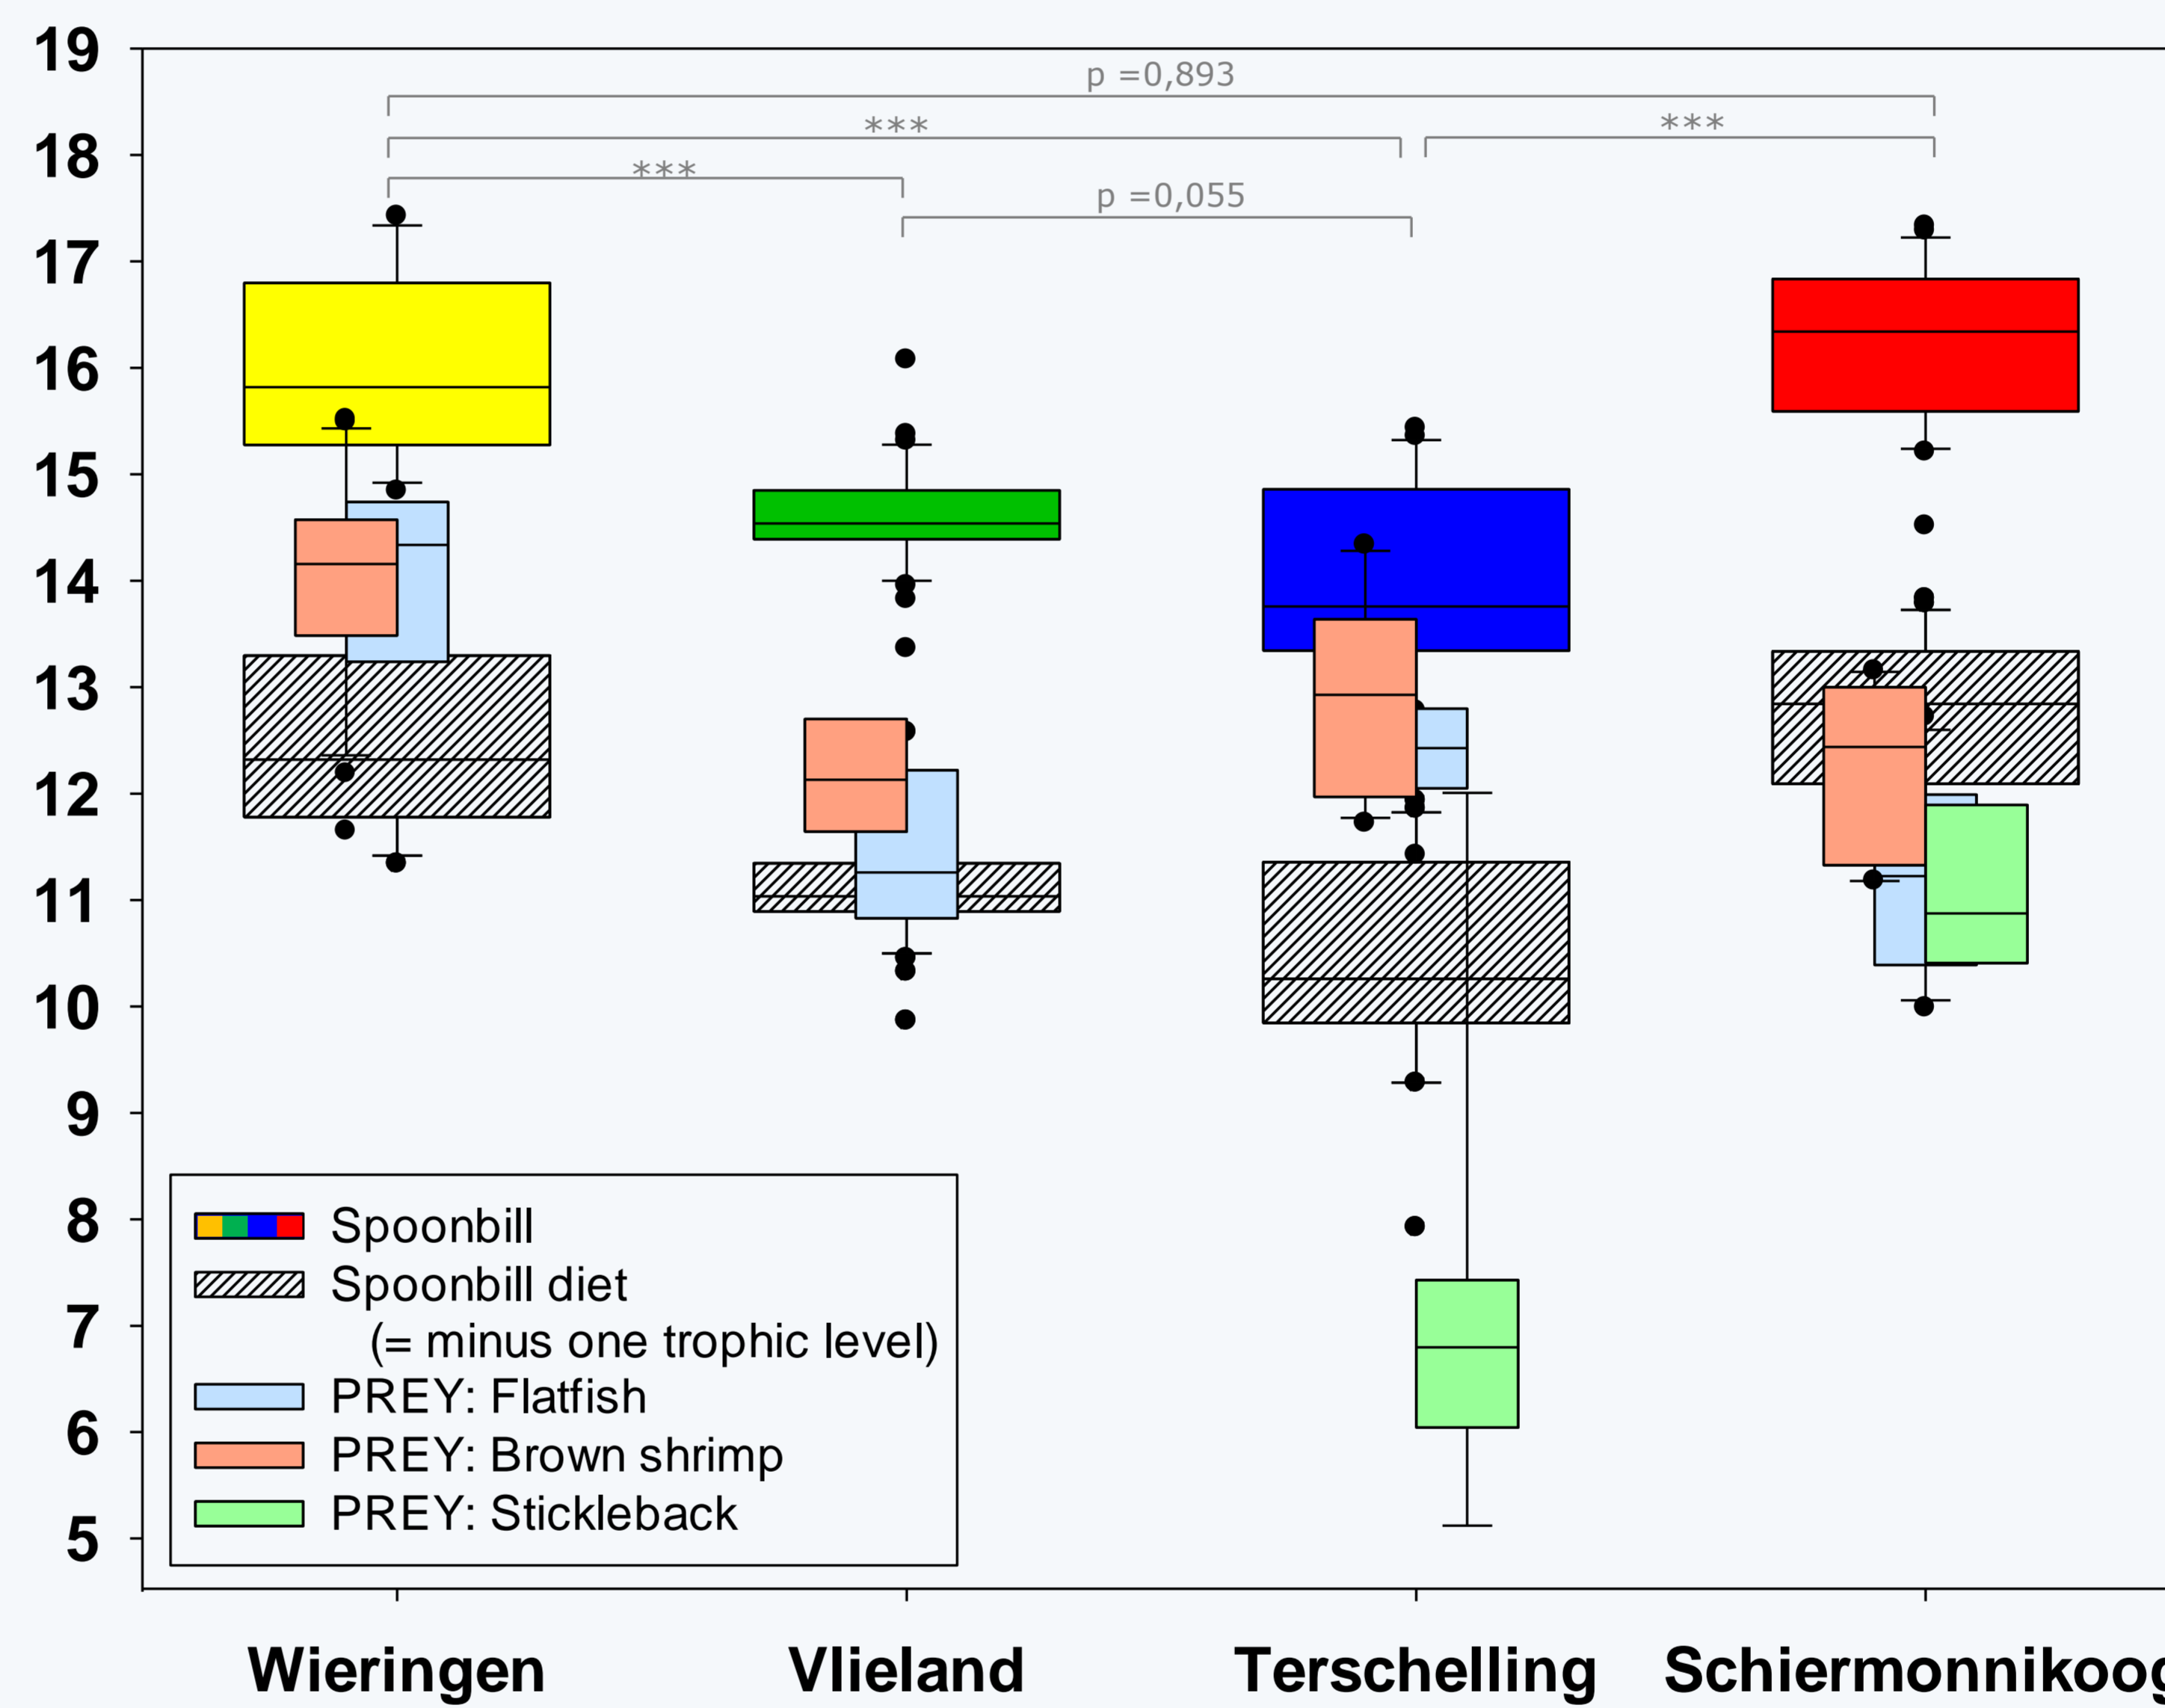 19
p =0,893
***
***
18
***
p =0,055
17
16
15
14
13
12
11
10
9
8
7
6
5
Spoonbill
Spoonbill diet
(= minus one trophic level)
PREY: Flatfish
PREY: Brown shrimp
PREY: Stickleback
Wieringen Vlieland Terschelling Schiermonnikoog